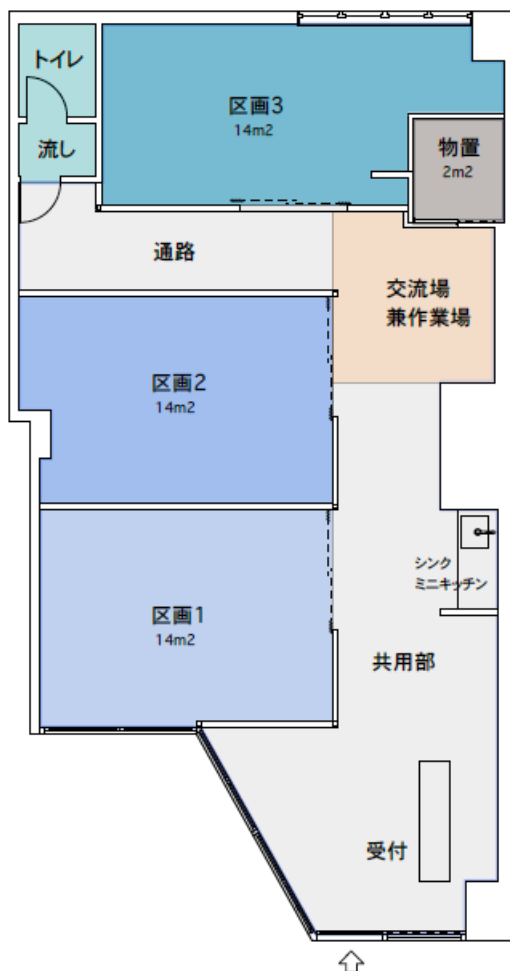 トイレ
流し
区画3
14m2
物置
2m2
通路
交流場
兼作業場
区画2
14m2
シンク
ミニキッチン
区画1
14m2
共用部
受付